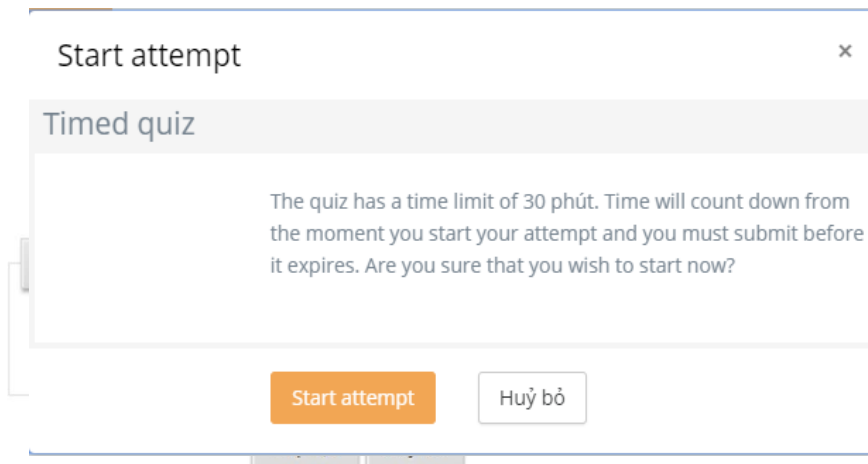 Start attempt
×
Timed quiz
The quiz has a time limit of 30 phút. Time will count down from
the moment you start your attempt and you must submit before
it expires. Are you sure that you wish to start now?
Start attempt
Huỷ bỏ